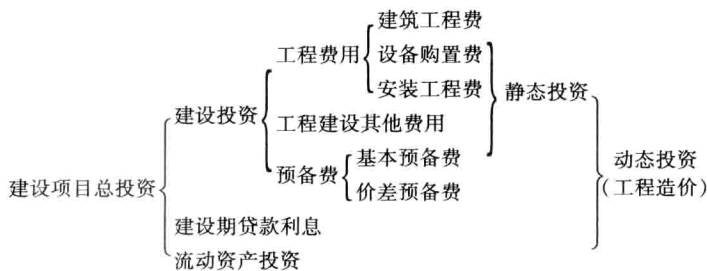 建筑工程费
工程费用
设备购置费
安装工程费
静态投资
建设投资
工程建设其他费用
基本预备费
预备费
价差预备费
动态投资
(工程造价)
建设项目总投资
建设期贷款利息
流动资产投资